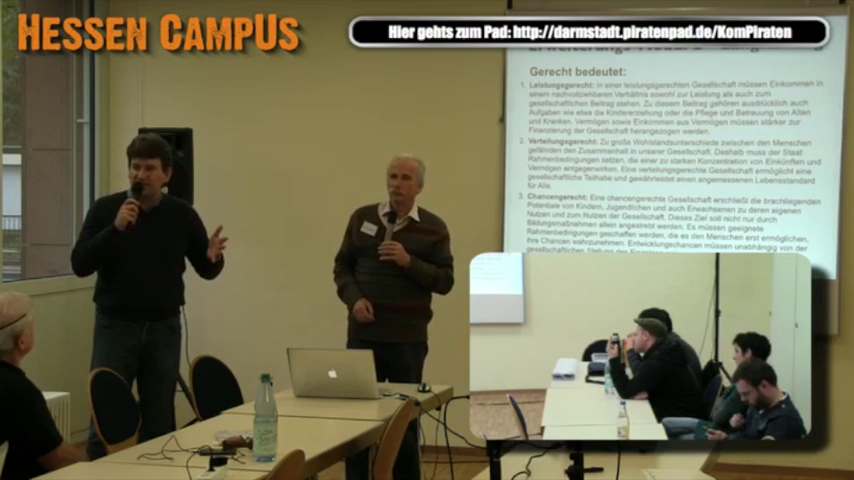 HESSEN CAMPUS
Hier gehts zum Pad: http://darmstadt.piratenpad.de/KomPiraten
Gerecht bedeutet:
1. Leistungsgerecht: In einer leistungsgerechten Gesellschaft müssen Einkommen in
einem nachvollziehbaren Verhältnis sowohl zur Leistung als auch zum
gesellschaftlichen Beitrag stehen. Zu diesem Beitrag gehören ausdrücklich auch
Aufgaben wie etwa die Kindererziehung oder die Pflege und Betreuung von Alten
und Kranken. Vermögen sowie Einkommen aus Vermögen müssen stärker zur
Finanzierung der Gesellschaft herangezogen werden.
2. Verteilungsgerecht: Zu große Wohlstandsunterschiede zwischen den Menschen
gefährden den Zusammenhalt in unserer Gesellschaft. Deshalb muss der Staat
Rahmenbedingungen setzen, die einer zu starken Konzentration von Einkünften und
Vermögen entgegenwirken. Eine verteilungsgerechte Gesellschaft ermöglicht eine
gesellschaftliche Teilhabe und gewährleistet einen angemessenen Lebensstandard
für Alle.
3. Chancengerecht: Eine chancengerechte Gesellschaft erschließt die brachliegenden
Potentiale von Kindern, Jugendlichen und auch Erwachsenen zu deren eigenen
Nutzen und zum Nutzen der Gesellschaft. Dieses Ziel soll nicht nur durch
Bildungsmaßnahmen allein angestrebt werden. Es müssen geeignete
Rahmenbedingungen geschaffen werden, die es den Menschen erst ermöglichen,
ihre Chancen wahrzunehmen. Entwicklungschancen müssen unabhängig von der